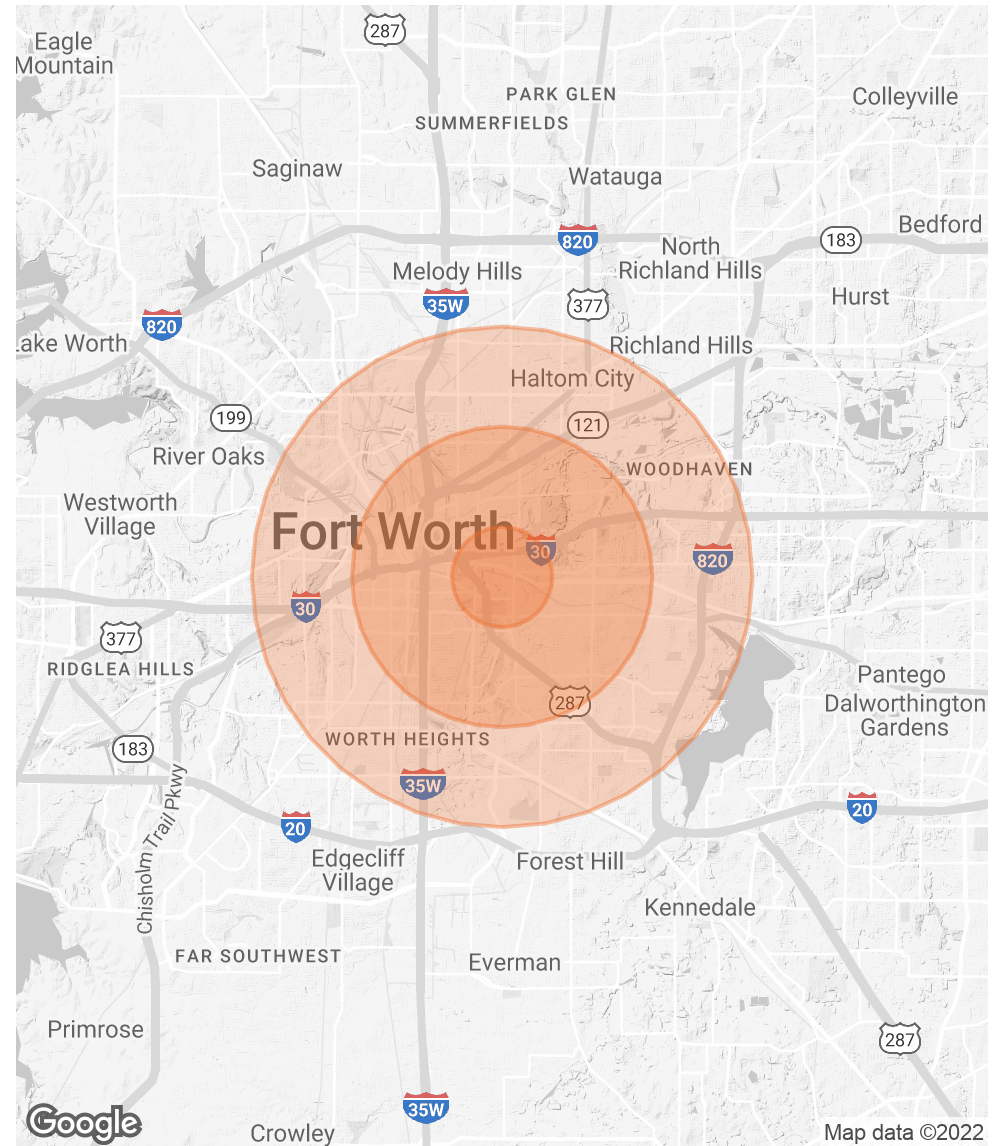 287
Eagle
Mountain
PARK GLEN
Colleyville
SUMMERFIELDS
Saginaw
Watauga
Bedford
820
183
North
Richland Hills
Melody Hills
35W
377
Hurst
820
ake Worth
Richland Hills
Haltom City
199
121
River Oaks
WOODHAVEN
Westworth
Village
Fort Worth
30
820
30
377
RIDGLEA HILLS
Pantego
287
Dalworthington
Gardens
WORTH HEIGHTS
183
35W
Chisholm Trail Pkwy
20
20
Edgecliff
Village
Forest Hill
Kennedale
FAR SOUTHWEST
Everman
Primrose
287
35W
Google
Crowley
Map data ©2022